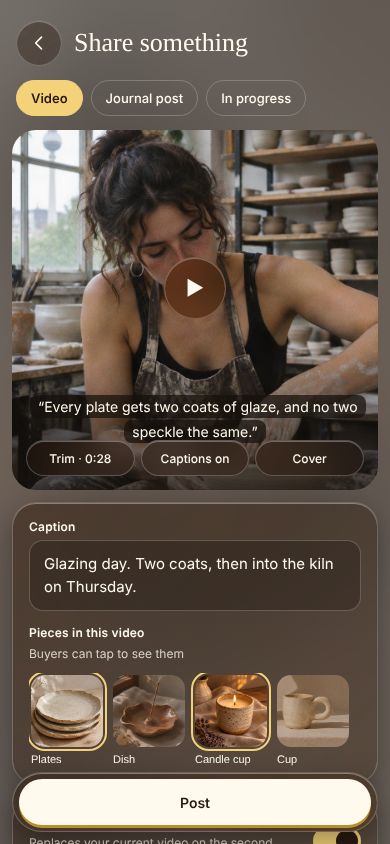 Share something
Video
Journal post
In progress
“Every plate gets two coats of glaze, and no two
speckle the same.”
Trim · 0:28
Captions on
Cover
Caption
Glazing day. Two coats, then into the kiln
on Thursday.
Pieces in this video
Buyers can tap to see them
Plates
Dish
Candle cup
Cup
Post
Replaces your current video on the second